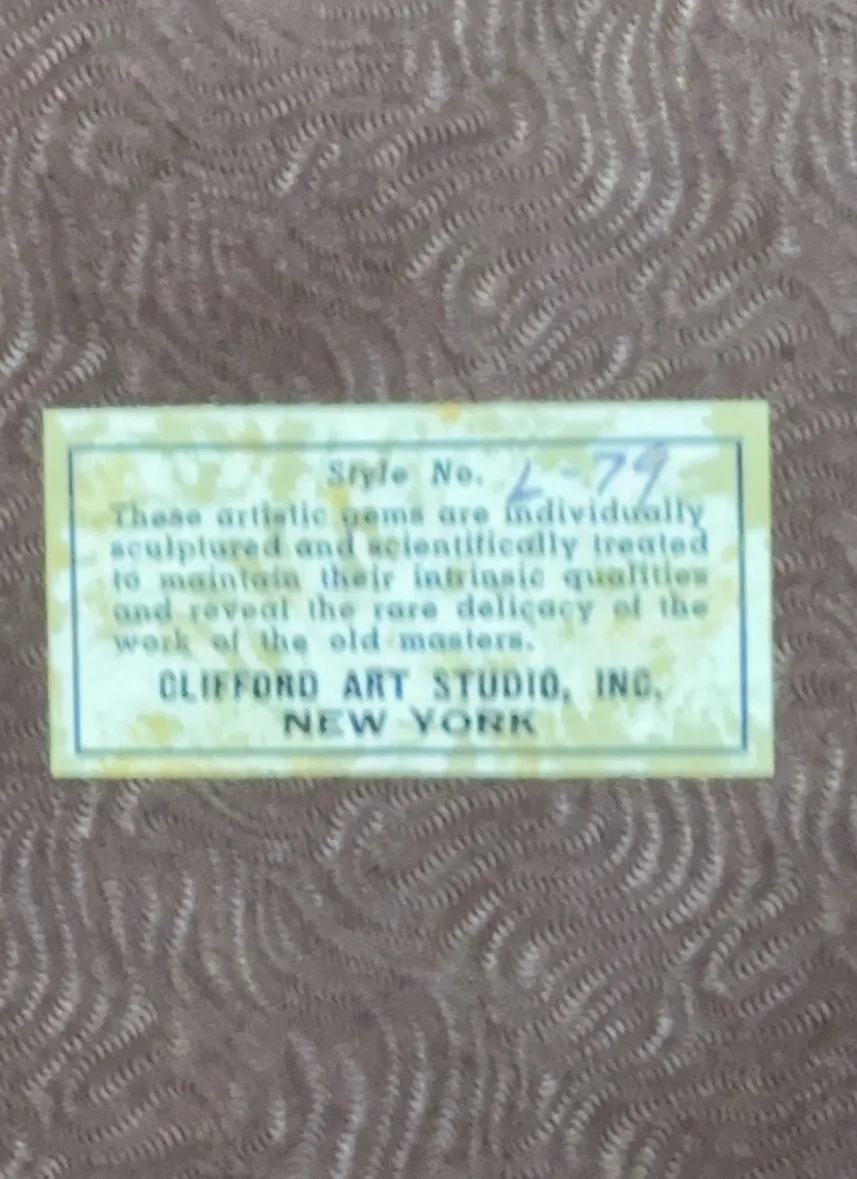 Style No. L-79
These artistic gems are individually
sculptured and scientifically treated
to maintain their intrinsic qualities
and reveal the rare delicacy of the
work of the old masters.
CLIFFORD ART STUDIO, INC.
NEW YORK